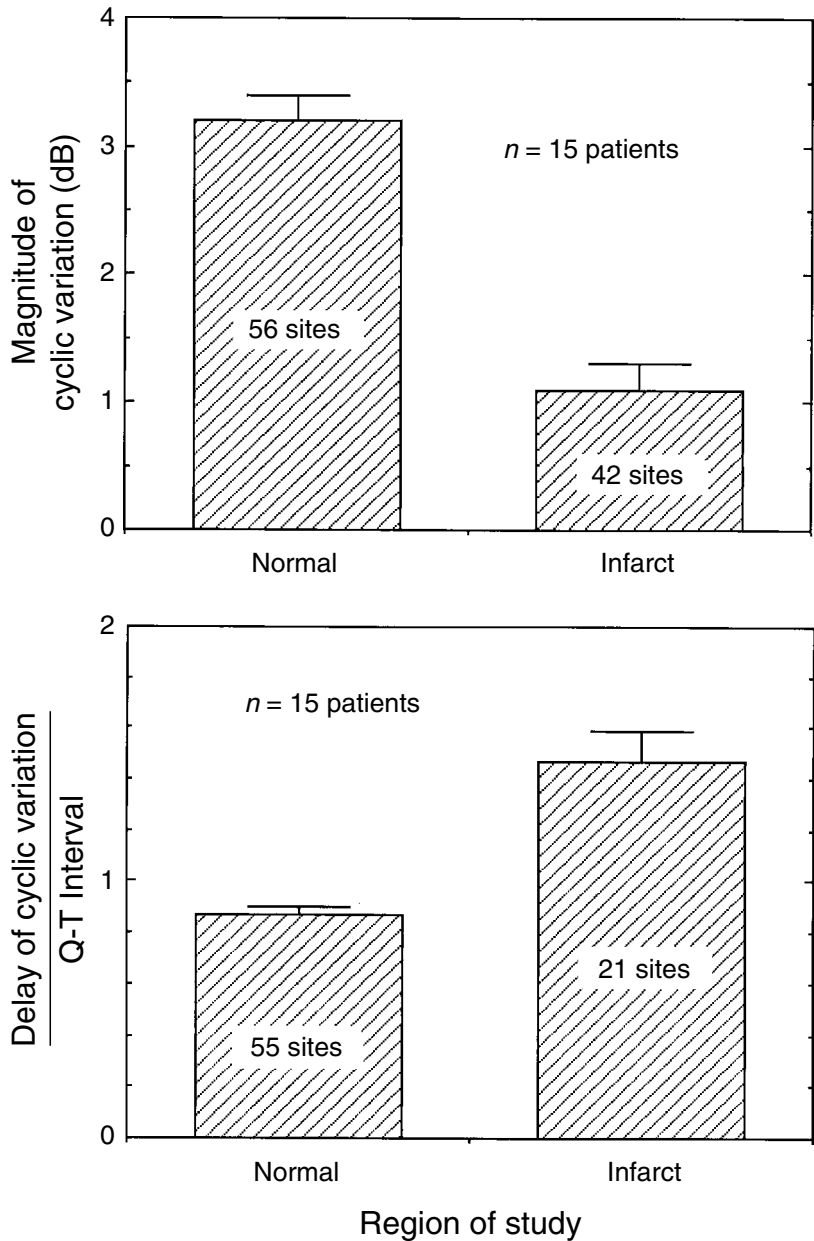 Magnitude of
cyclic variation (dB)
4
3
2
1
0
n = 15 patients
56 sites
42 sites
Normal
Infarct
Delay of cyclic variation
Q-T Interval
2
1
0
n = 15 patients
55 sites
21 sites
Normal
Infarct
Region of study